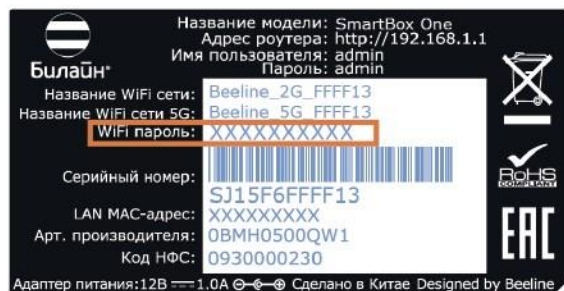 Название модели: SmartBox One
Адрес роутера: http://192.168.1.1
Имя пользователя: admin
Пароль: admin
Билайн®
Название WiFi сети: Beeline_2G_FFFF13
Название WiFi сети 5G: Beeline_5G_FFFF13
WiFi пароль: XXXXXXXXXX
Серийный номер:
SJ15F6FFFF13
LAN MAC-адрес: XXXXXXXXX
Арт. производителя: 0BMH0500QW1
Код НФС: 0930000230
RoHS
COMPLIANT
EAC
Адаптер питания:12В 1.0А Сделано в Китае Designed by Beeline